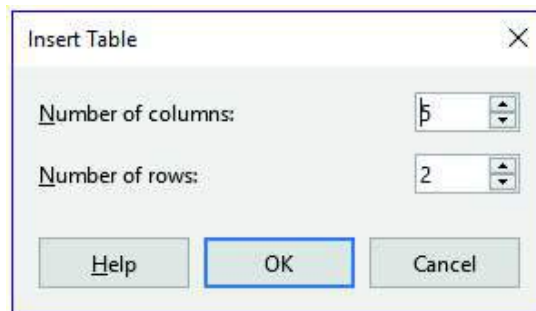 Insert Table
Number of columns: 5
Number of rows: 2
Help OK Cancel